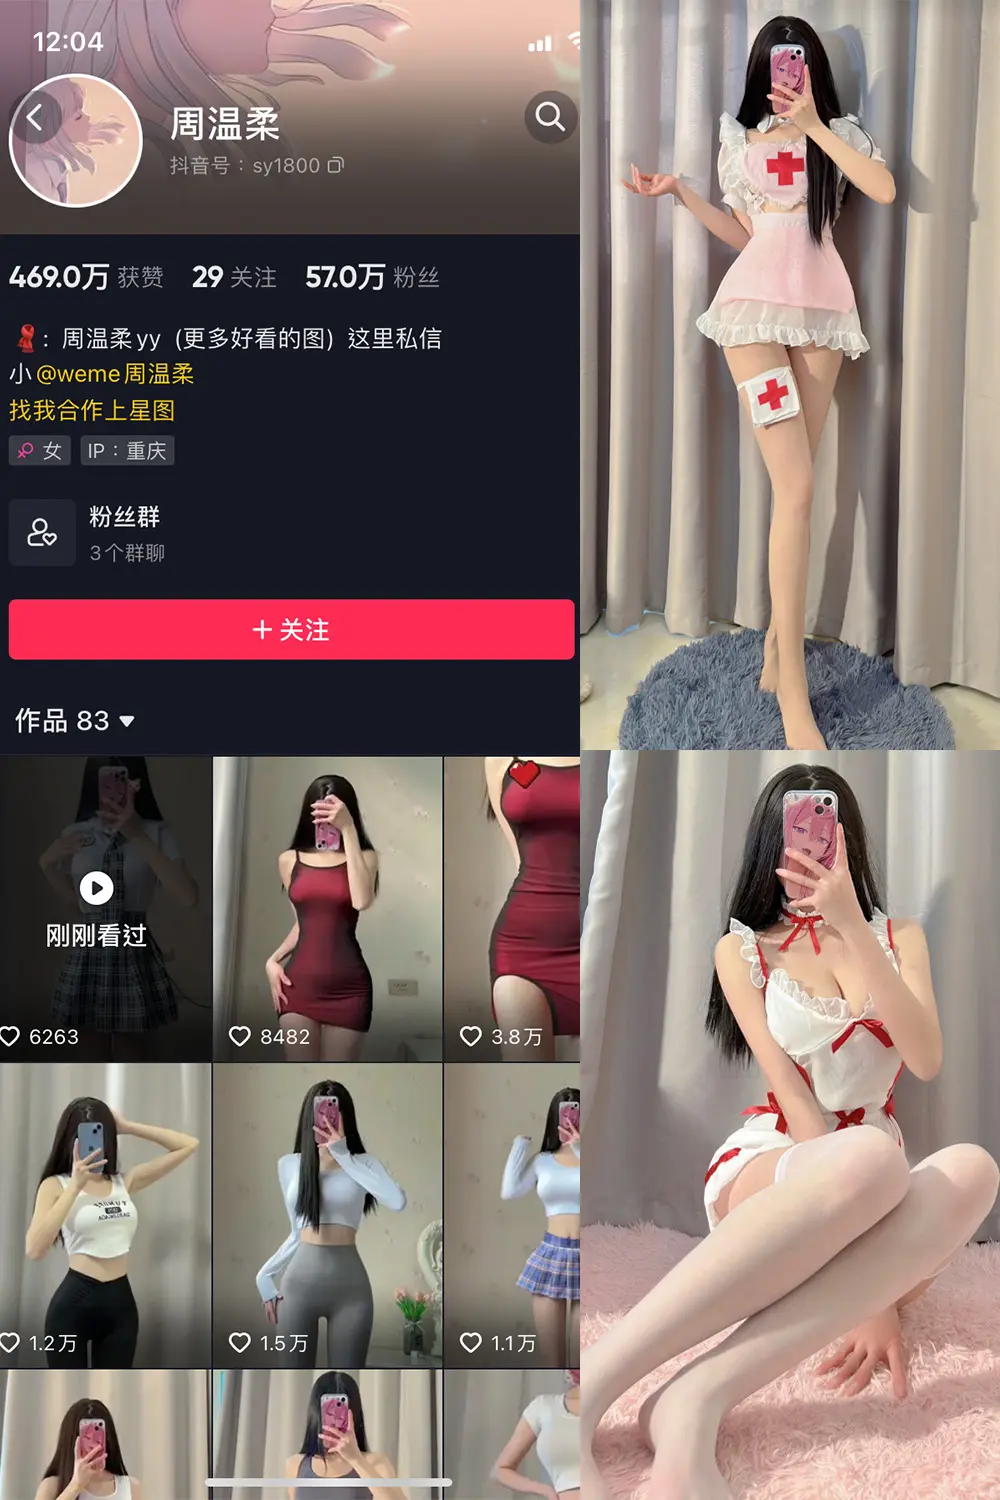 12:04
周温柔
抖音号：sy1800
469.0万 获赞 29 关注 57.0万 粉丝
：周温柔yy（更多好看的图）这里私信
小@weme周温柔
找我合作上星图
女 IP：重庆
粉丝群
3个群聊
+ 关注
作品 83
刚刚看过
6263
8482
3.8万
1.2万
1.5万
1.1万